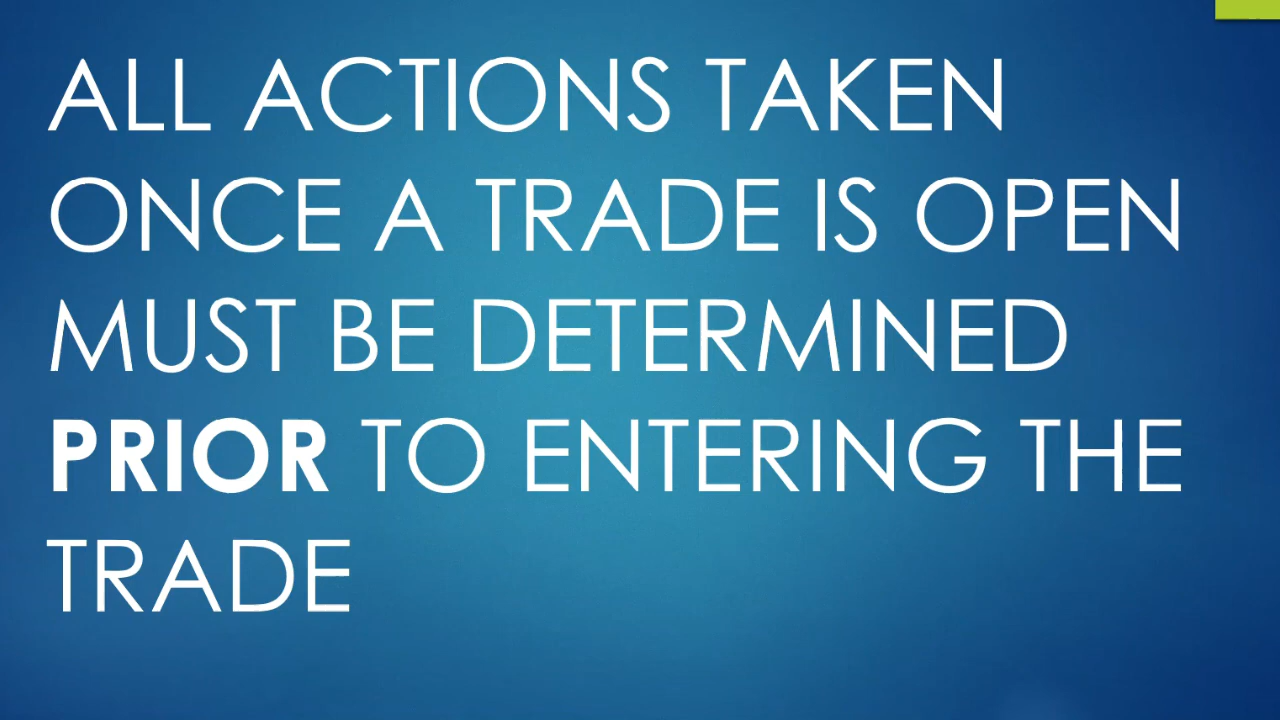 ALL ACTIONS TAKEN
ONCE A TRADE IS OPEN
MUST BE DETERMINED
PRIOR TO ENTERING THE
TRADE